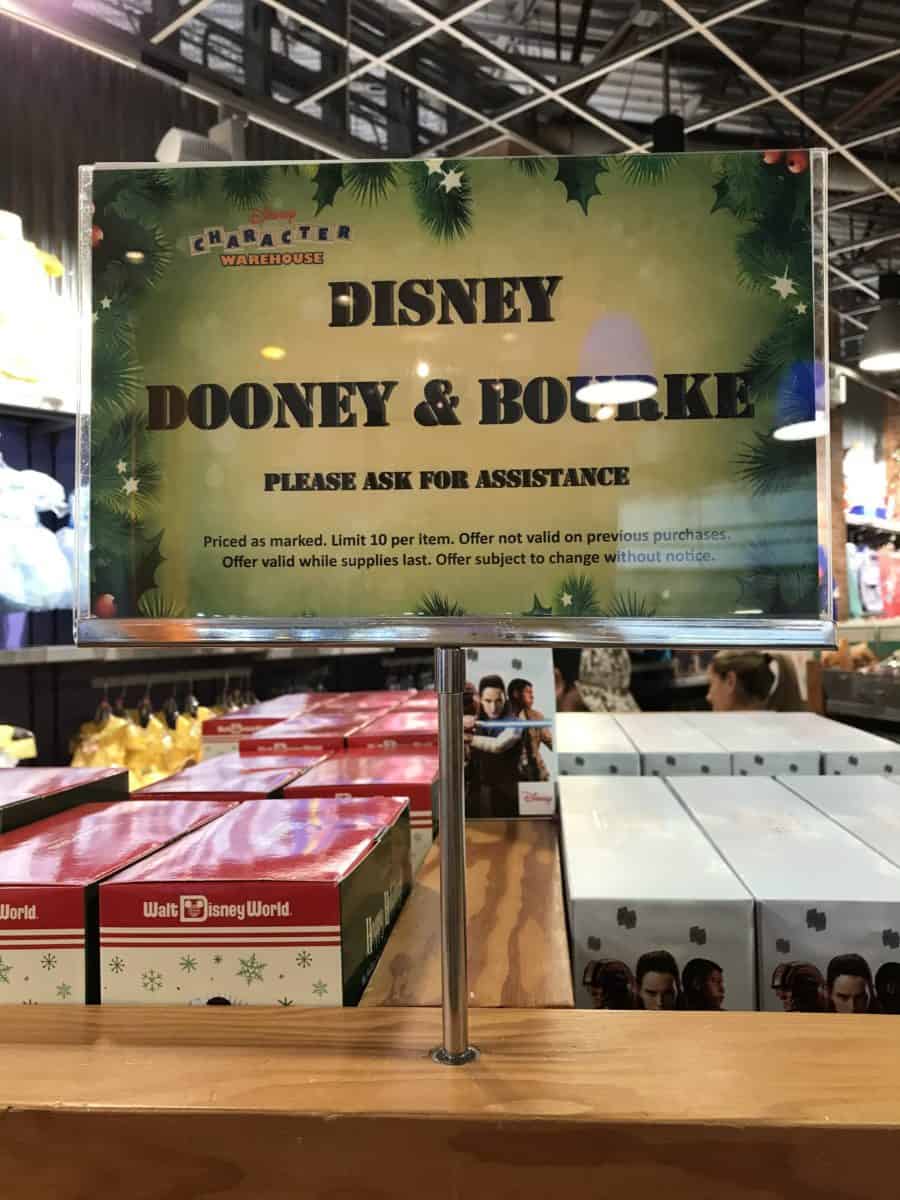 Disney
CHARACTER
WAREHOUSE
DISNEY
DOONEY & BOURKE
PLEASE ASK FOR ASSISTANCE
Priced as marked. Limit 10 per item. Offer not valid on previous purchases.
Offer valid while supplies last. Offer subject to change without notice.
Disney
World.
Walt Disney World.
Happy